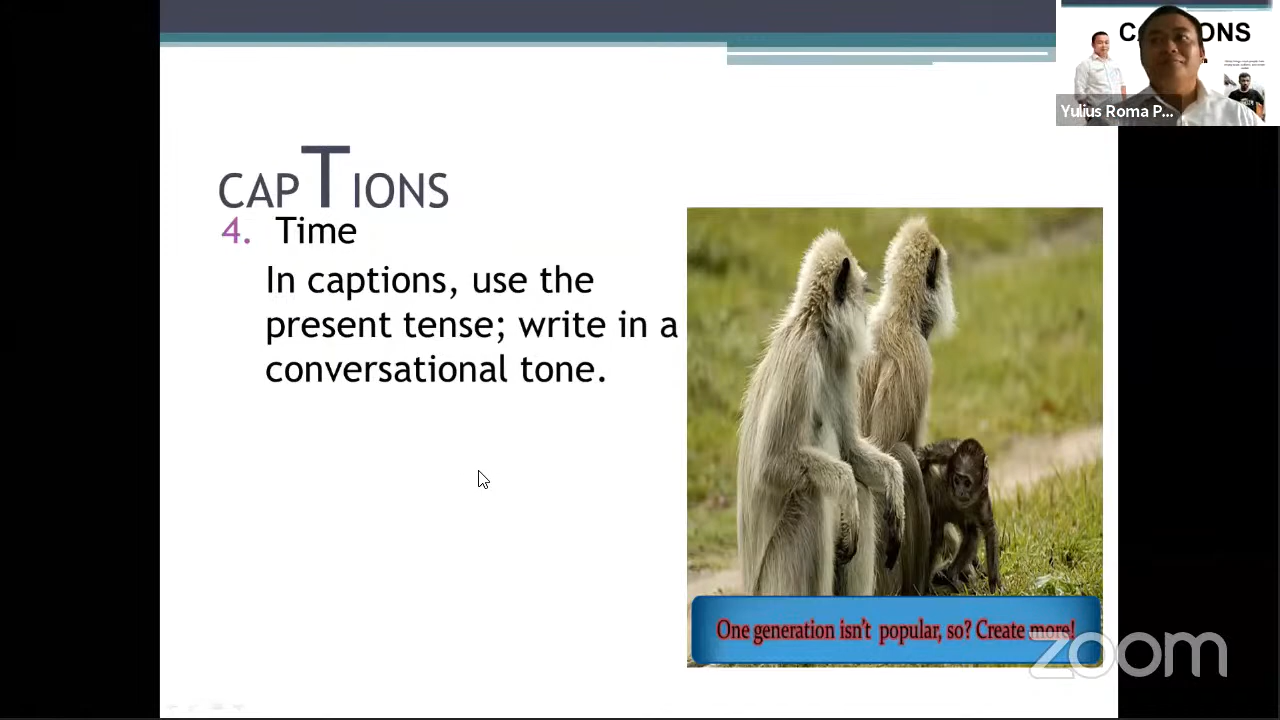 CAPTIONS
4. Time
In captions, use the
present tense; write in a
conversational tone.
One generation isn't popular, so? Create more!
zoom
Yulius Roma P...